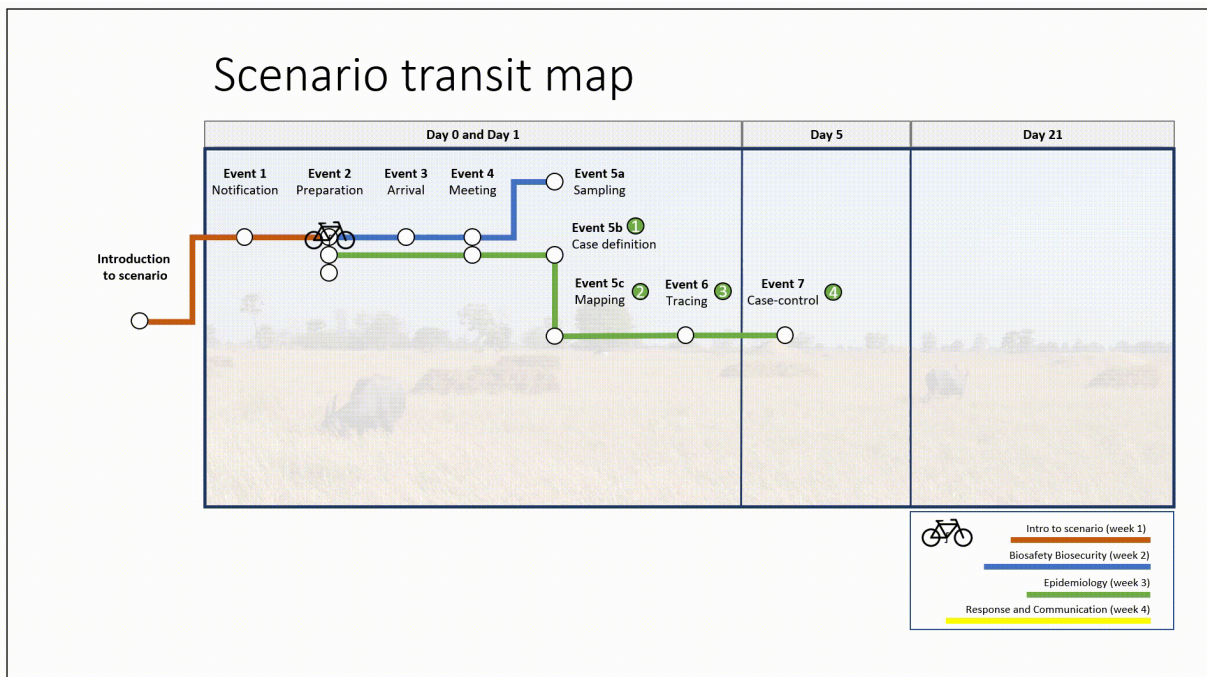 Scenario transit map
Day 0 and Day 1
Day 5
Day 21
Event 1
Notification
Event 2
Preparation
Event 3
Arrival
Event 4
Meeting
Event 5a
Sampling
Event 5b 1
Case definition
Introduction
to scenario
Event 5c
Mapping 2
Event 6
Tracing 3
Event 7
Case-control 4
Intro to scenario (week 1)
Biosafety Biosecurity (week 2)
Epidemiology (week 3)
Response and Communication (week 4)